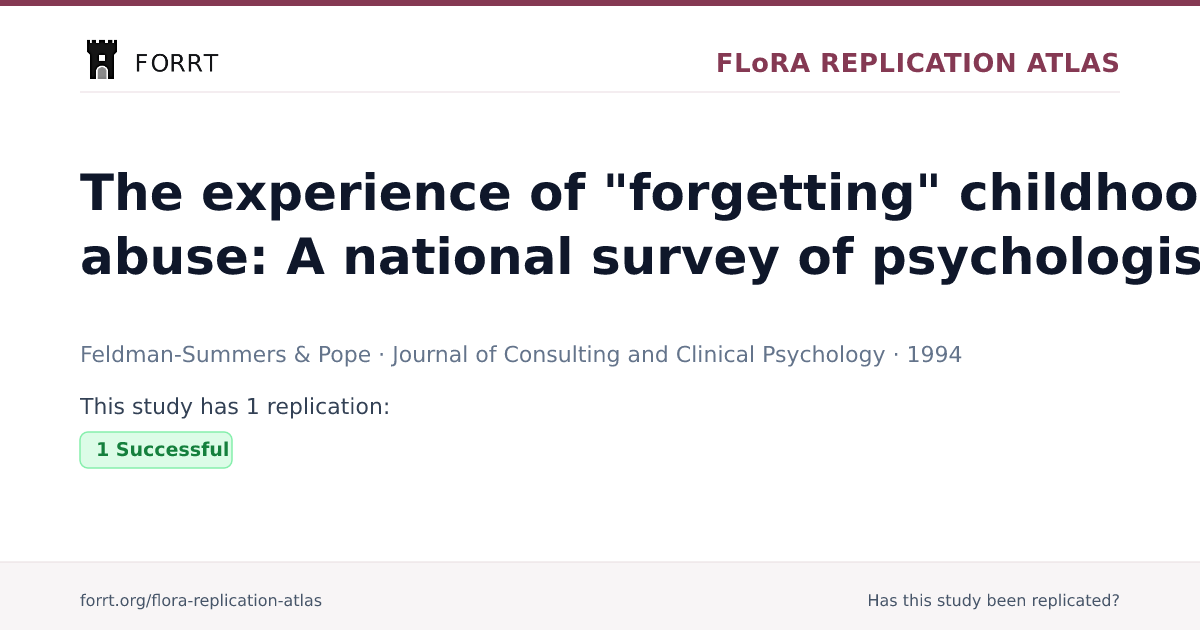 FORRT
FLoRA REPLICATION ATLAS
The experience of "forgetting" childhoo
abuse: A national survey of psychologis
Feldman-Summers & Pope · Journal of Consulting and Clinical Psychology · 1994
This study has 1 replication:
1 Successful
forrt.org/flora-replication-atlas
Has this study been replicated?